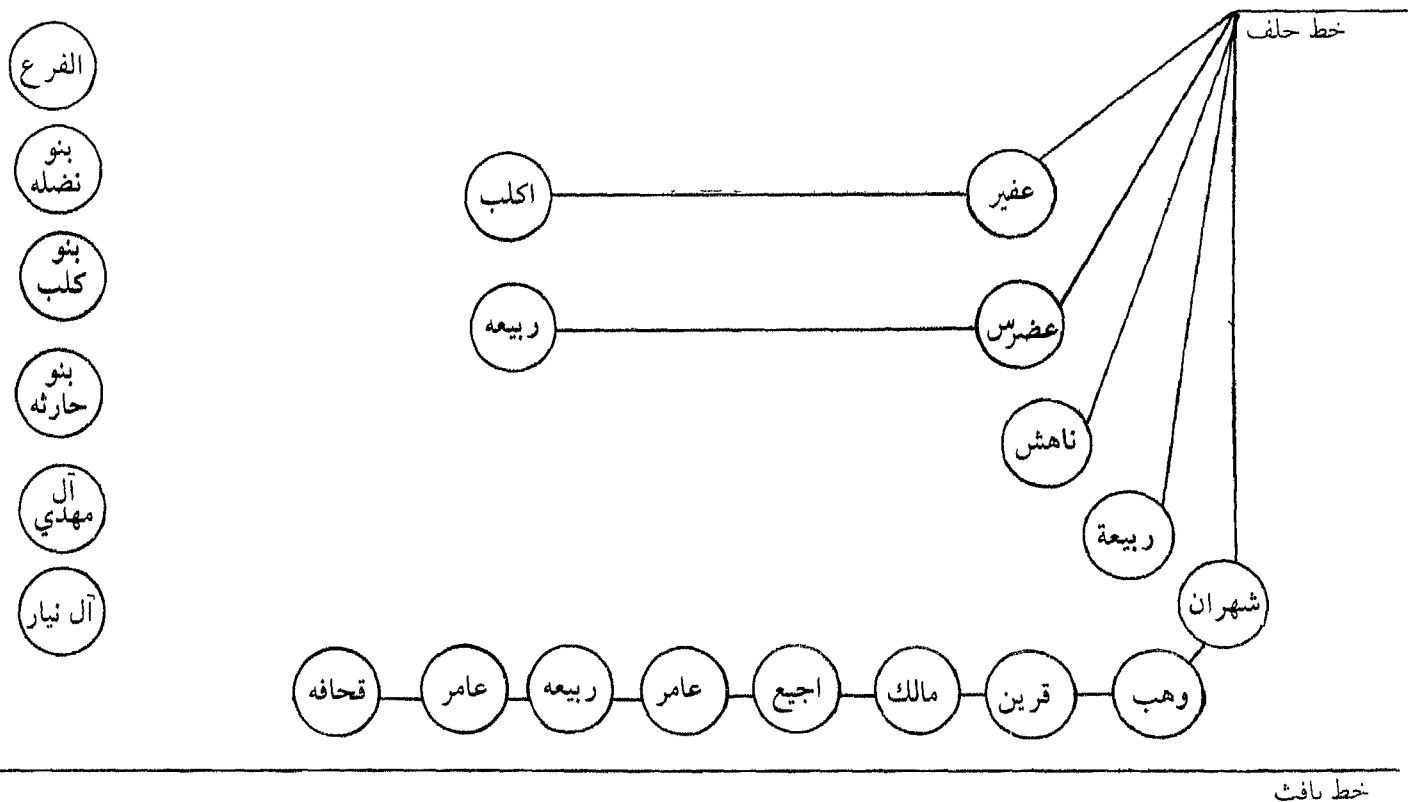 خط حلف
عفير
اكلب
عضرس
ربيعه
ناهش
ربيعة
شهران
وهب
قرين
مالك
اجيع
عامر
ربيعه
عامر
قحافه
الفرع
بنو
نضله
بنو
كلب
بنو
حارثه
آل
مهدي
آل نيار
خط يافث